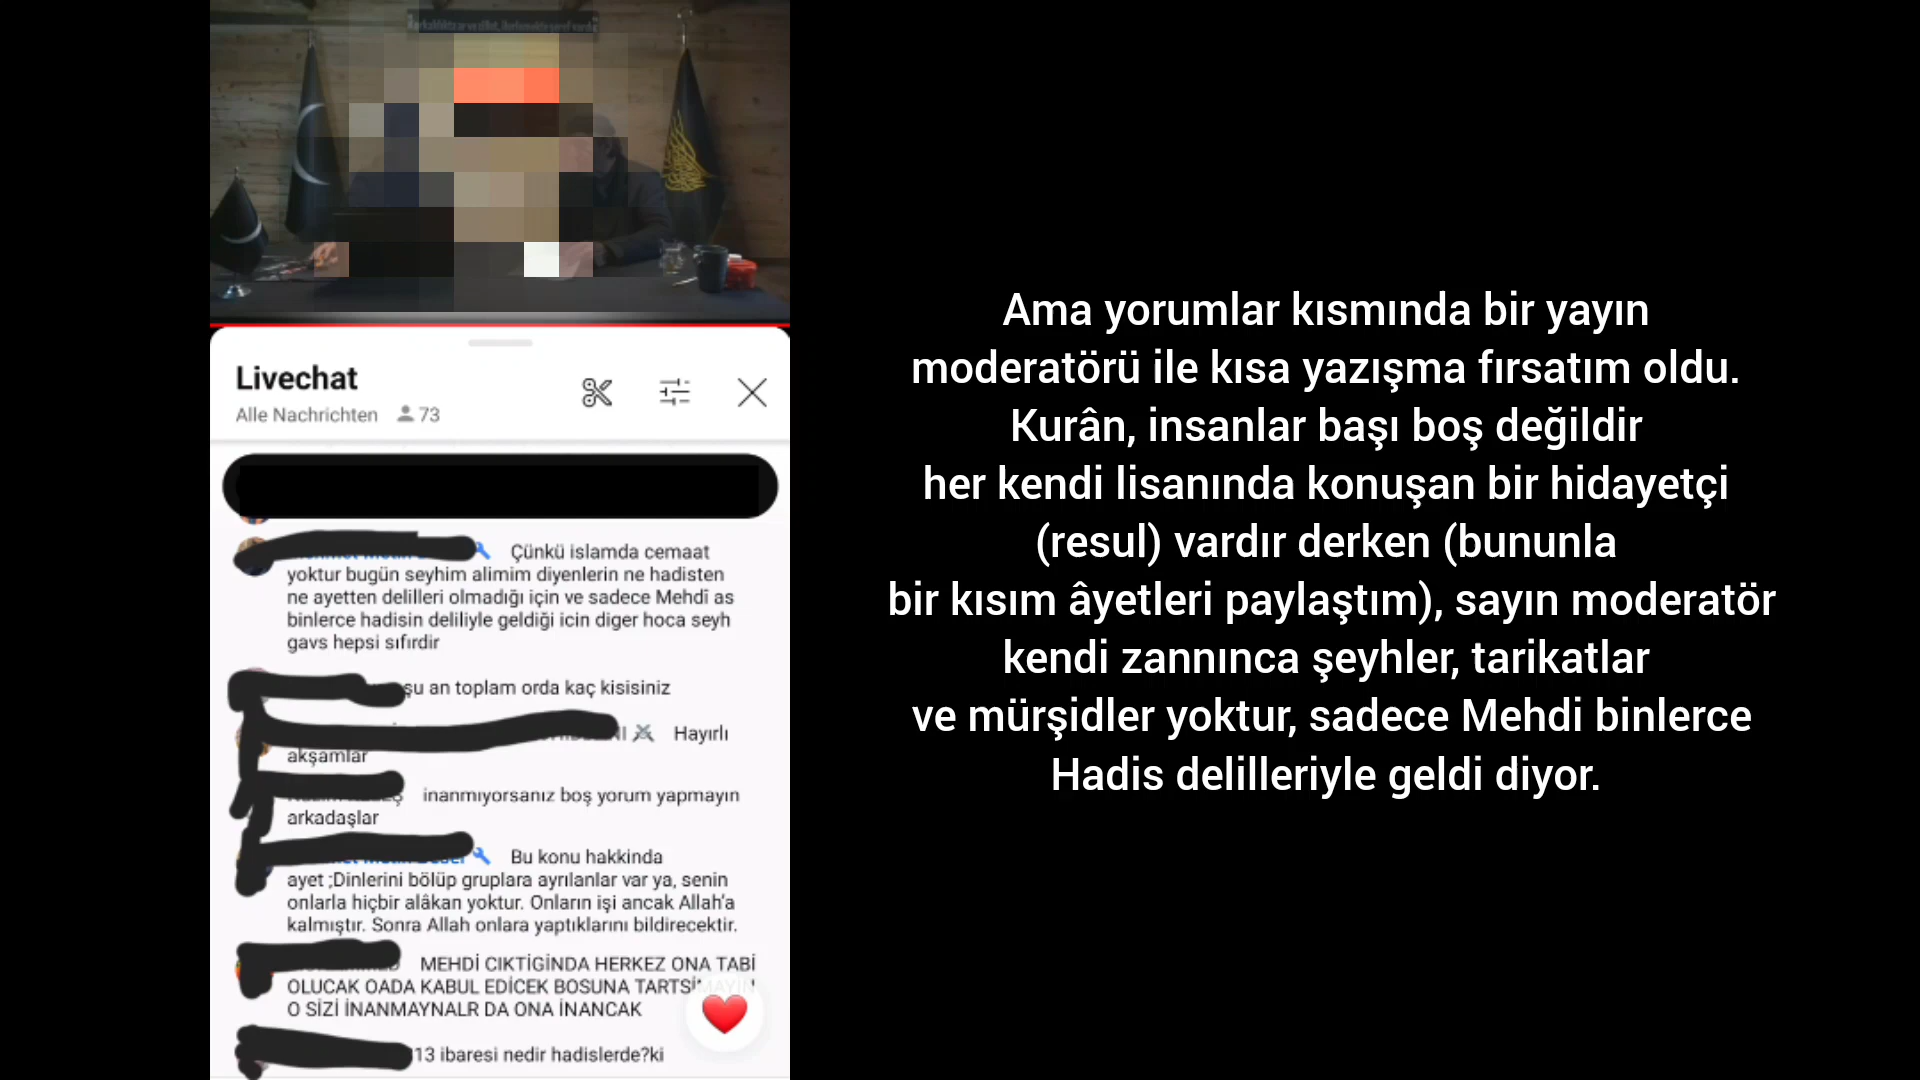 Livechat
Alle Nachrichten 73
Çünkü islamda cemaat
yoktur bugün seyhim alimim diyenlerin ne hadisten
ne ayetten delilleri olmadığı için ve sadece Mehdî as
binlerce hadisin deliliyle geldiği icin diger hoca seyh
gavs hepsi sıfırdir
şu an toplam orda kaç kisisiniz
Hayırlı
akşamlar
inanmıyorsanız boş yorum yapmayın
arkadaşlar
Bu konu hakkinda
ayet ;Dinlerini bölüp gruplara ayrılanlar var ya, senin
onlarla hiçbir alâkan yoktur. Onların işi ancak Allah'a
kalmıştır. Sonra Allah onlara yaptıklarını bildirecektir.
MEHDİ CIKTİGİNDA HERKEZ ONA TABİ
OLUCAK OADA KABUL EDİCEK BOSUNA TARTSİMAYIN
O SİZİ İNANMAYNALR DA ONA İNANCAK
13 ibaresi nedir hadislerde?ki
Ama yorumlar kısmında bir yayın
moderatörü ile kısa yazışma fırsatım oldu.
Kurân, insanlar başı boş değildir
her kendi lisanında konuşan bir hidayetçi
(resul) vardır derken (bununla
bir kısım âyetleri paylaştım), sayın moderatör
kendi zannınca şeyhler, tarikatlar
ve mürşidler yoktur, sadece Mehdi binlerce
Hadis delilleriyle geldi diyor.